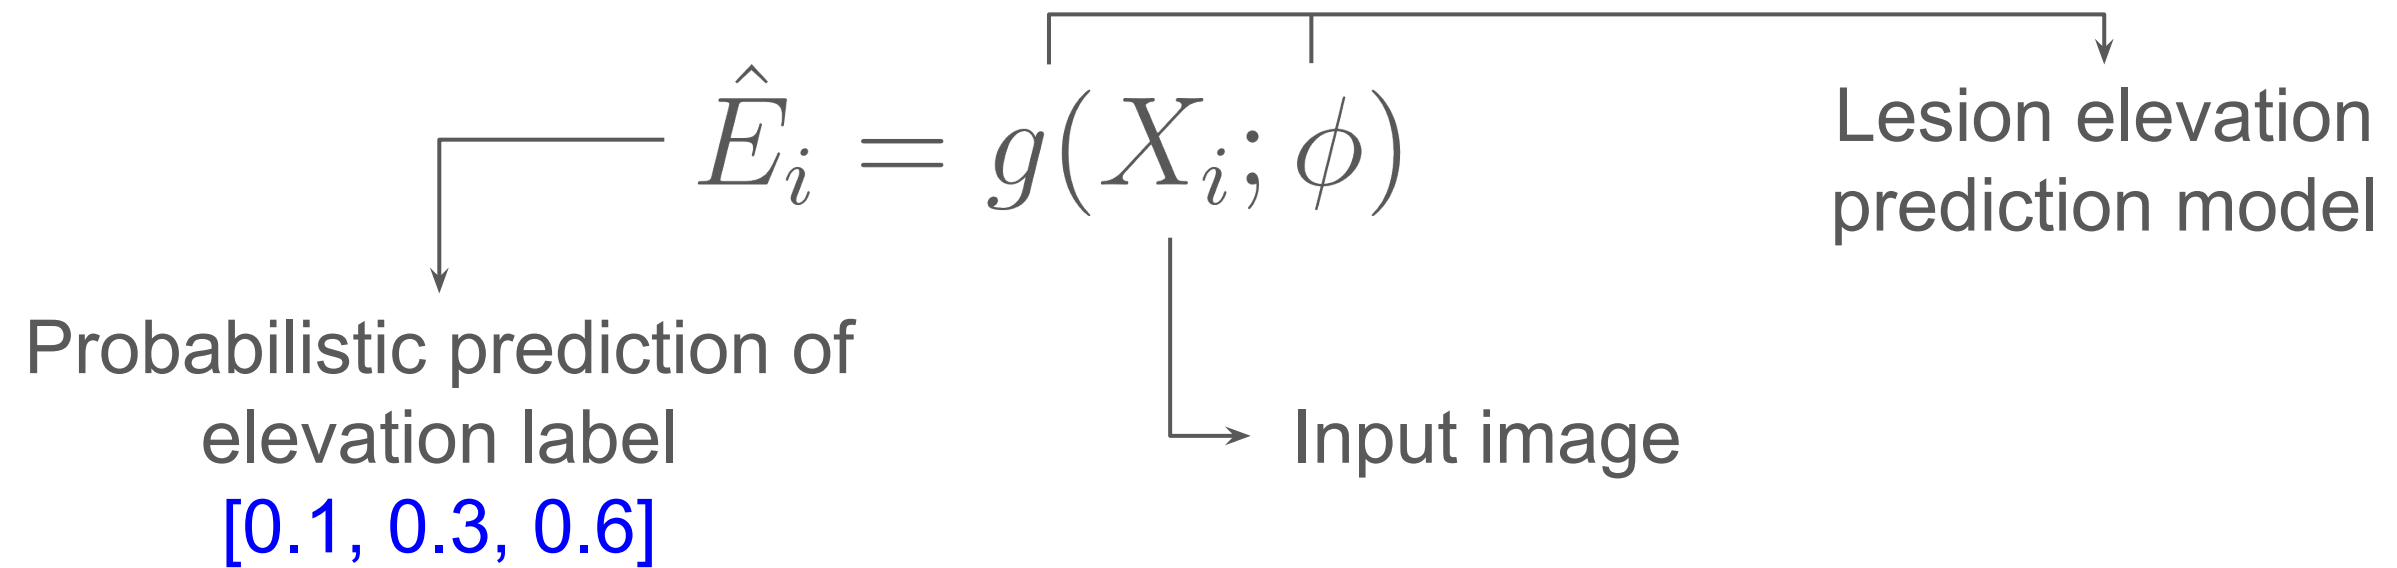 Ê_i = g(X_i; ϕ)
Lesion elevation
prediction model
Probabilistic prediction of
elevation label
[0.1, 0.3, 0.6]
Input image